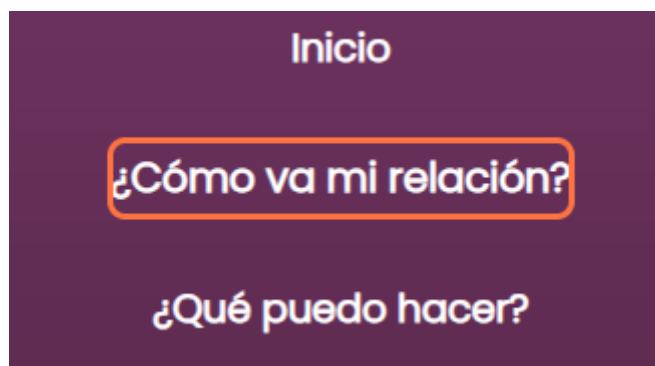 Inicio
¿Cómo va mi relación?
¿Qué puedo hacer?